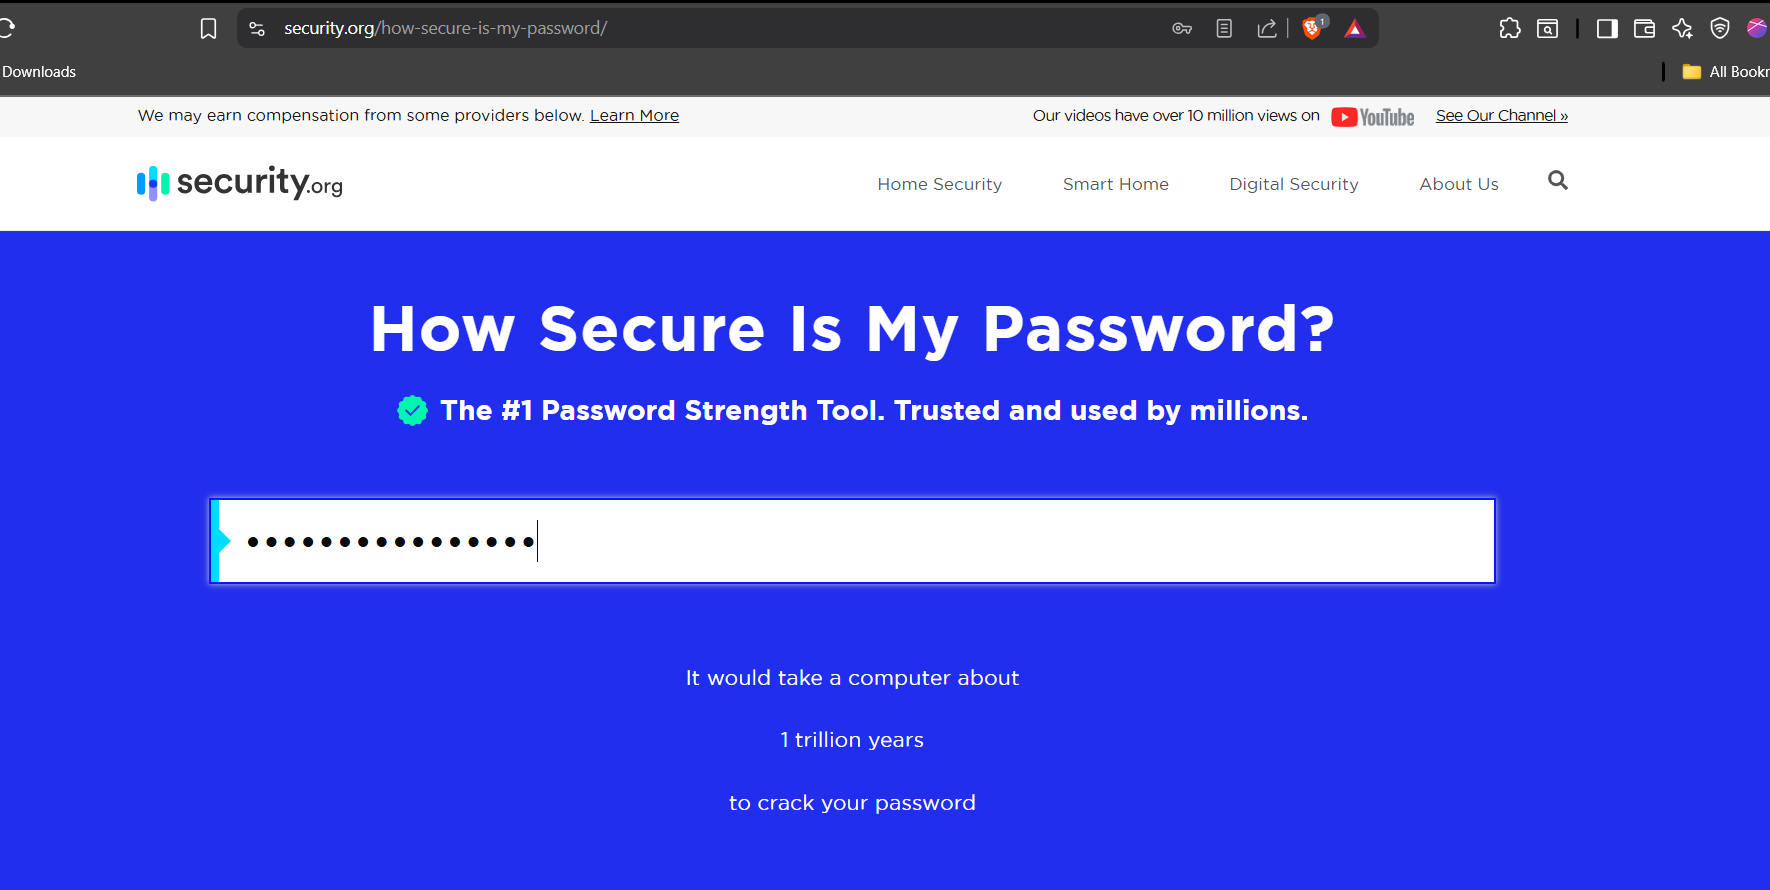 security.org/how-secure-is-my-password/
1
Downloads
All Bookr
We may earn compensation from some providers below. Learn More
Our videos have over 10 million views on YouTube See Our Channel »
security.org
Home Security Smart Home Digital Security About Us
How Secure Is My Password?
The #1 Password Strength Tool. Trusted and used by millions.
••••••••••••••••
It would take a computer about
1 trillion years
to crack your password